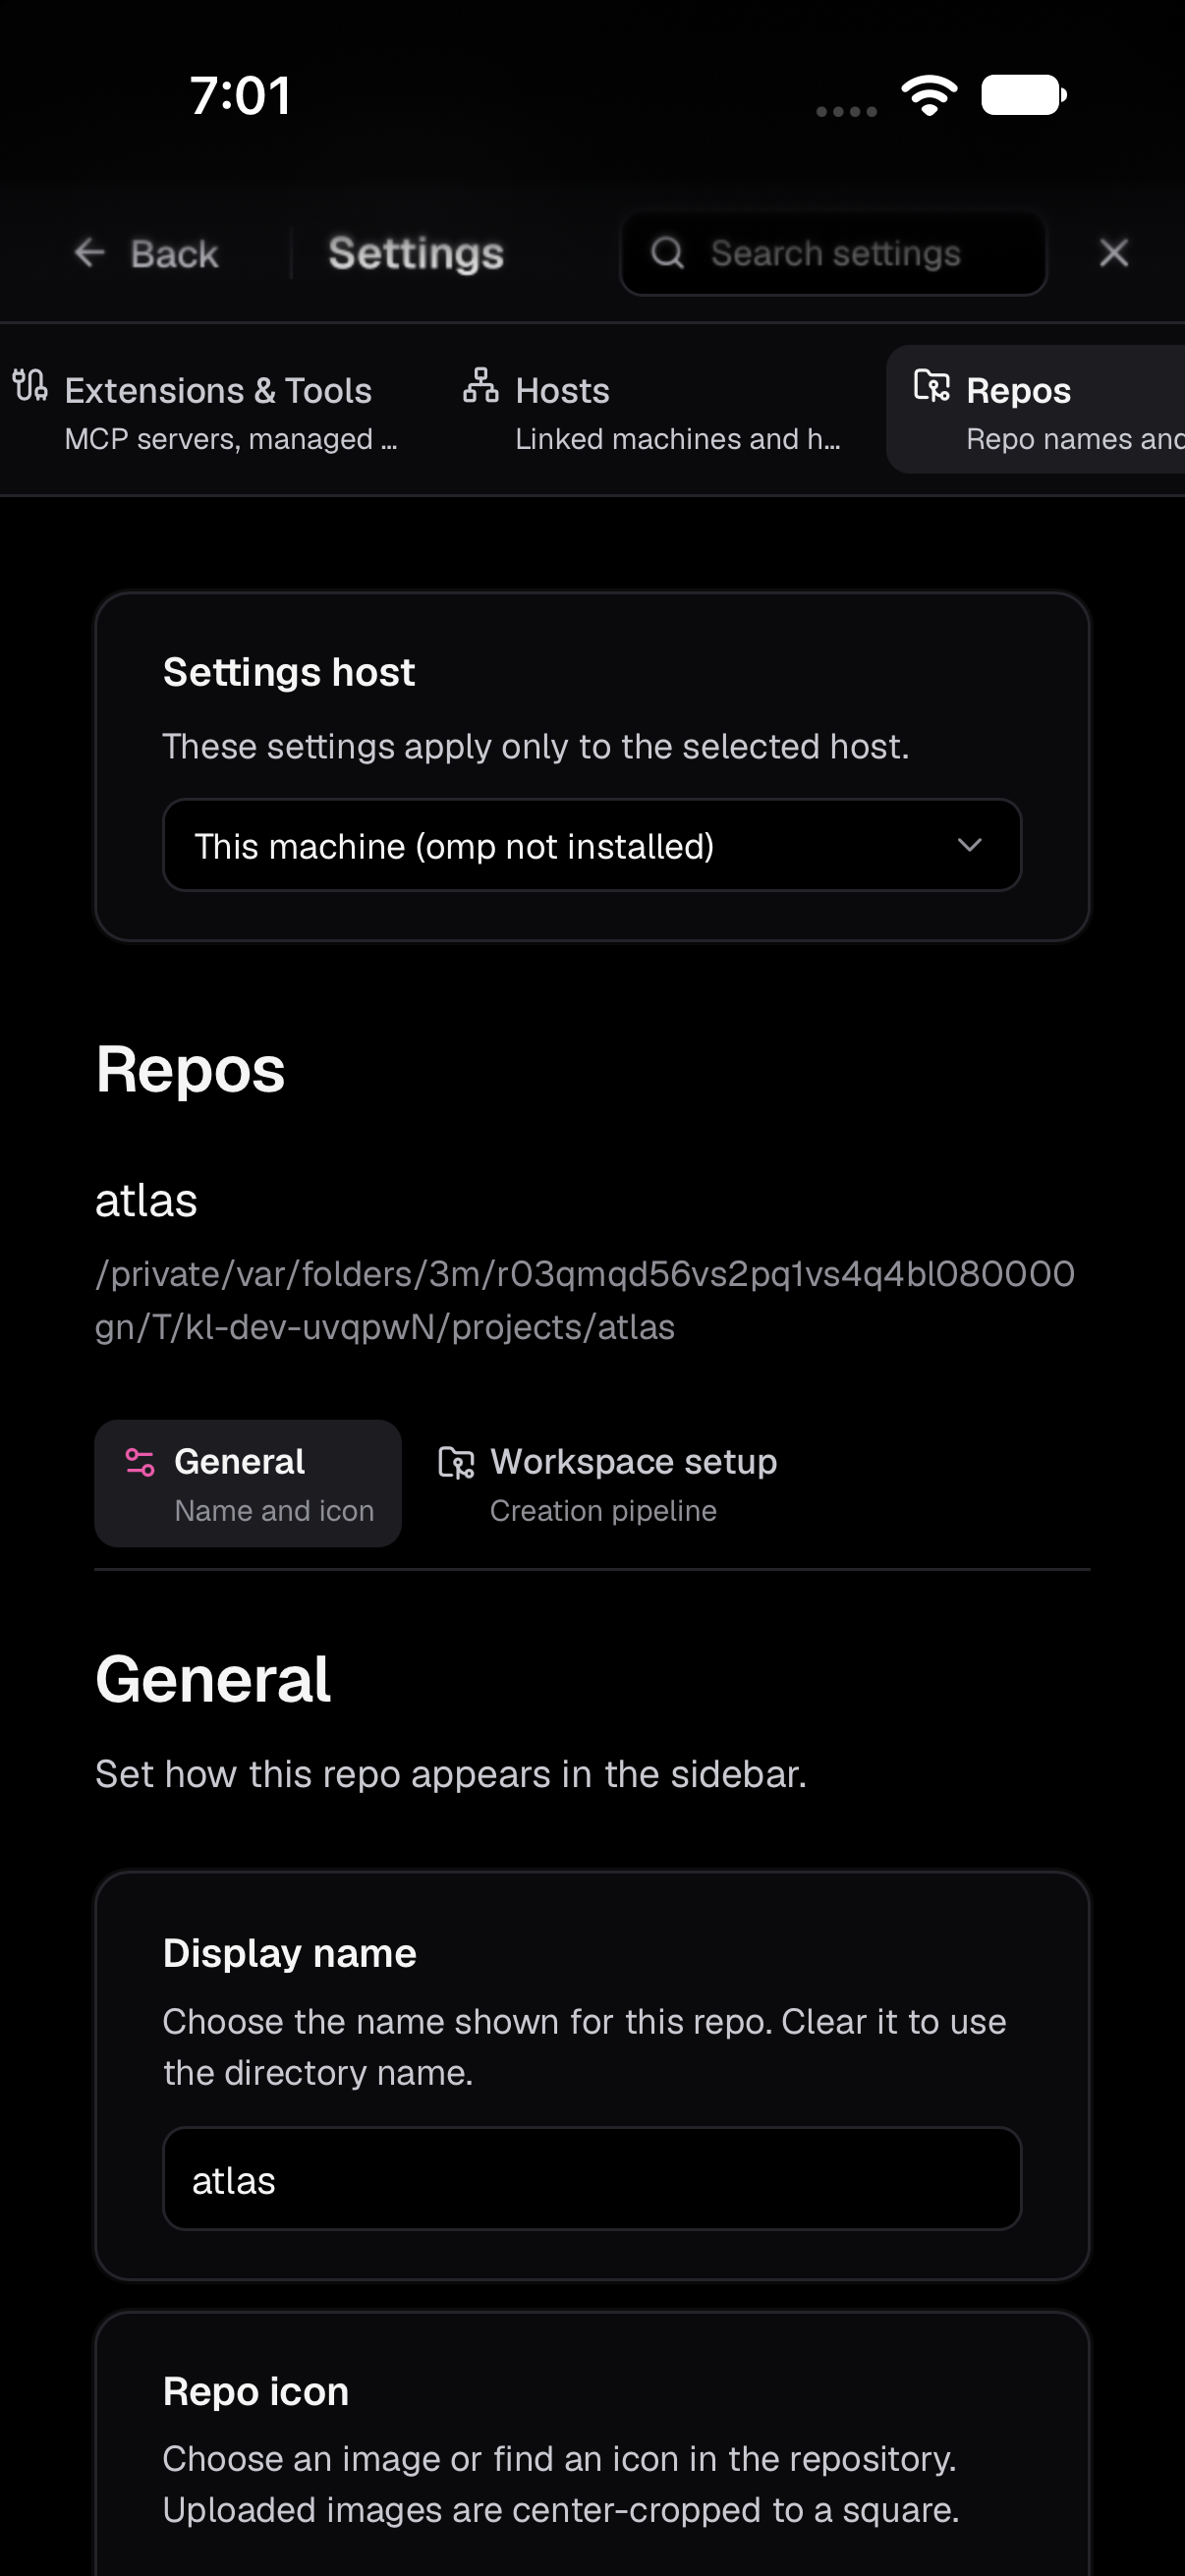 7:01
Back
Settings
Search settings
Extensions & Tools
MCP servers, managed ...
Hosts
Linked machines and h...
Repos
Repo names and
Settings host
These settings apply only to the selected host.
This machine (omp not installed)
Repos
atlas
/private/var/folders/3m/r03qmqd56vs2pq1vs4q4bl080000
gn/T/kl-dev-uvqpwN/projects/atlas
General
Name and icon
Workspace setup
Creation pipeline
General
Set how this repo appears in the sidebar.
Display name
Choose the name shown for this repo. Clear it to use
the directory name.
atlas
Repo icon
Choose an image or find an icon in the repository.
Uploaded images are center-cropped to a square.